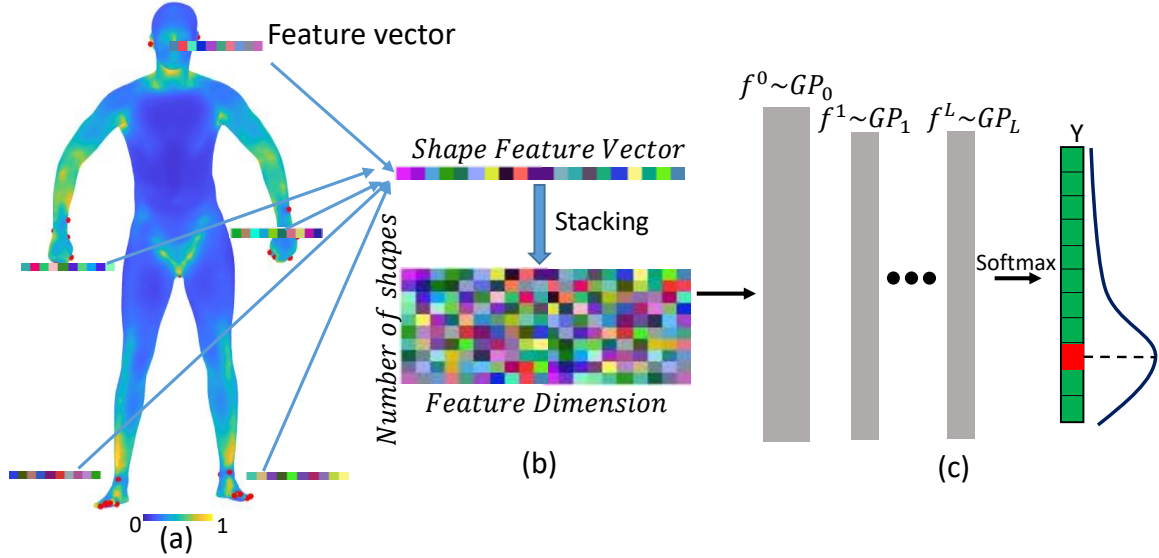 Feature vector
0 1
(a)
Shape Feature Vector
Stacking
Number of shapes
Feature Dimension
(b)
f⁰~GP₀
f¹~GP₁
f^L~GP_L
Softmax
Y
(c)